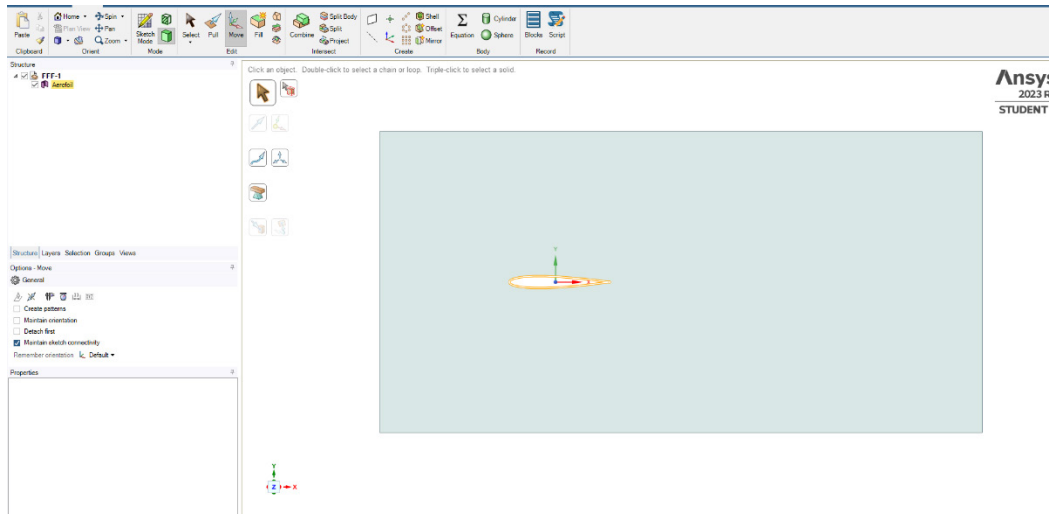 Home Spin
Plan View Pan
Zoom
Paste
Sketch
Mode
Select Pull Move Fill
Combine
Split Body
Split
Project
Shell
Offset
Mirror
Equation
Cylinder
Sphere
Blocks Script
Clipboard Orient Mode Edit Intersect Create Body Record
Structure
FFF-1
Aerofoil
Click an object. Double-click to select a chain or loop. Triple-click to select a solid.
Ansys
2023 R
STUDENT
Y
Structure Layers Selection Groups Views
Options - Move
General
Create patterns
Maintain orientation
Detach first
Maintain sketch connectivity
Remember orientation Default
Properties
Y
Z X